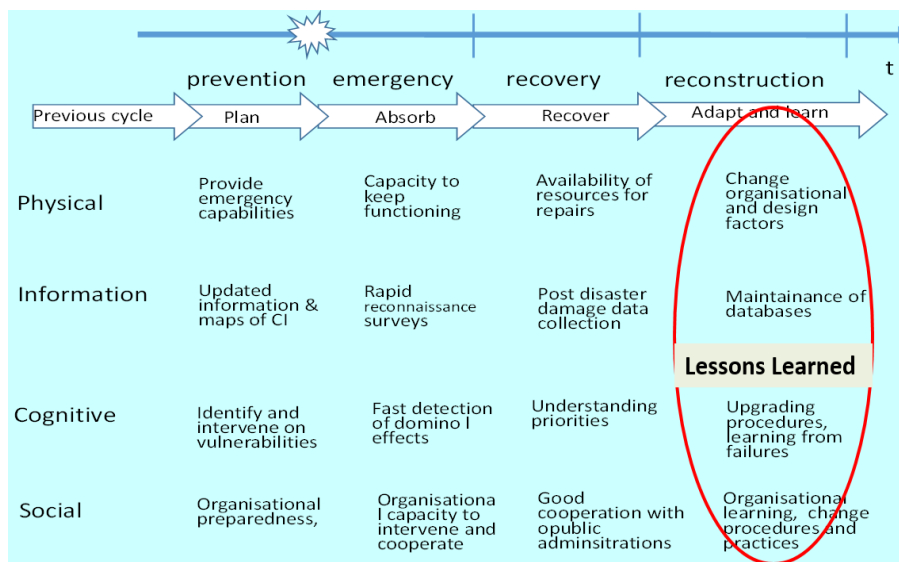 t
prevention emergency recovery reconstruction
Previous cycle Plan Absorb Recover Adapt and learn
Physical
Provide
emergency
capabilities
Capacity to
keep
functioning
Availability of
resources for
repairs
Change
organisational
and design
factors
Information
Updated
information &
maps of CI
Rapid
reconnaissance
surveys
Post disaster
damage data
collection
Maintainance of
databases
Lessons Learned
Cognitive
Identify and
intervene on
vulnerabilities
Fast detection
of domino l
effects
Understanding
priorities
Upgrading
procedures,
learning from
failures
Social
Organisational
preparedness,
Organisationa
l capacity to
intervene and
cooperate
Good
cooperation with
opublic
adminsitrations
Organisational
learning, change
procedures and
practices